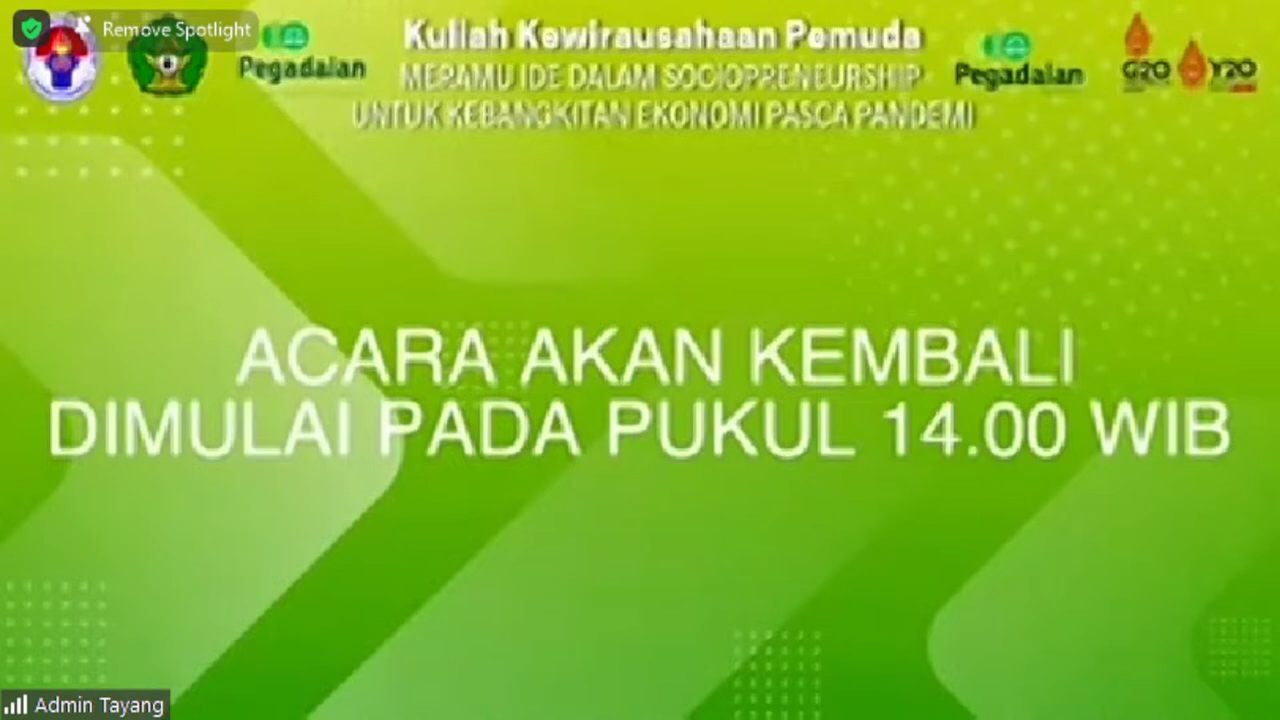 Remove Spotlight
Pegadaian
Kuliah Kewirausahaan Pemuda
MERAMU IDE DALAM SOCIOPRENEURSHIP
UNTUK KEBANGKITAN EKONOMI PASCA PANDEMI
Pegadaian
G20 Y20
ACARA AKAN KEMBALI
DIMULAI PADA PUKUL 14.00 WIB
Admin Tayang